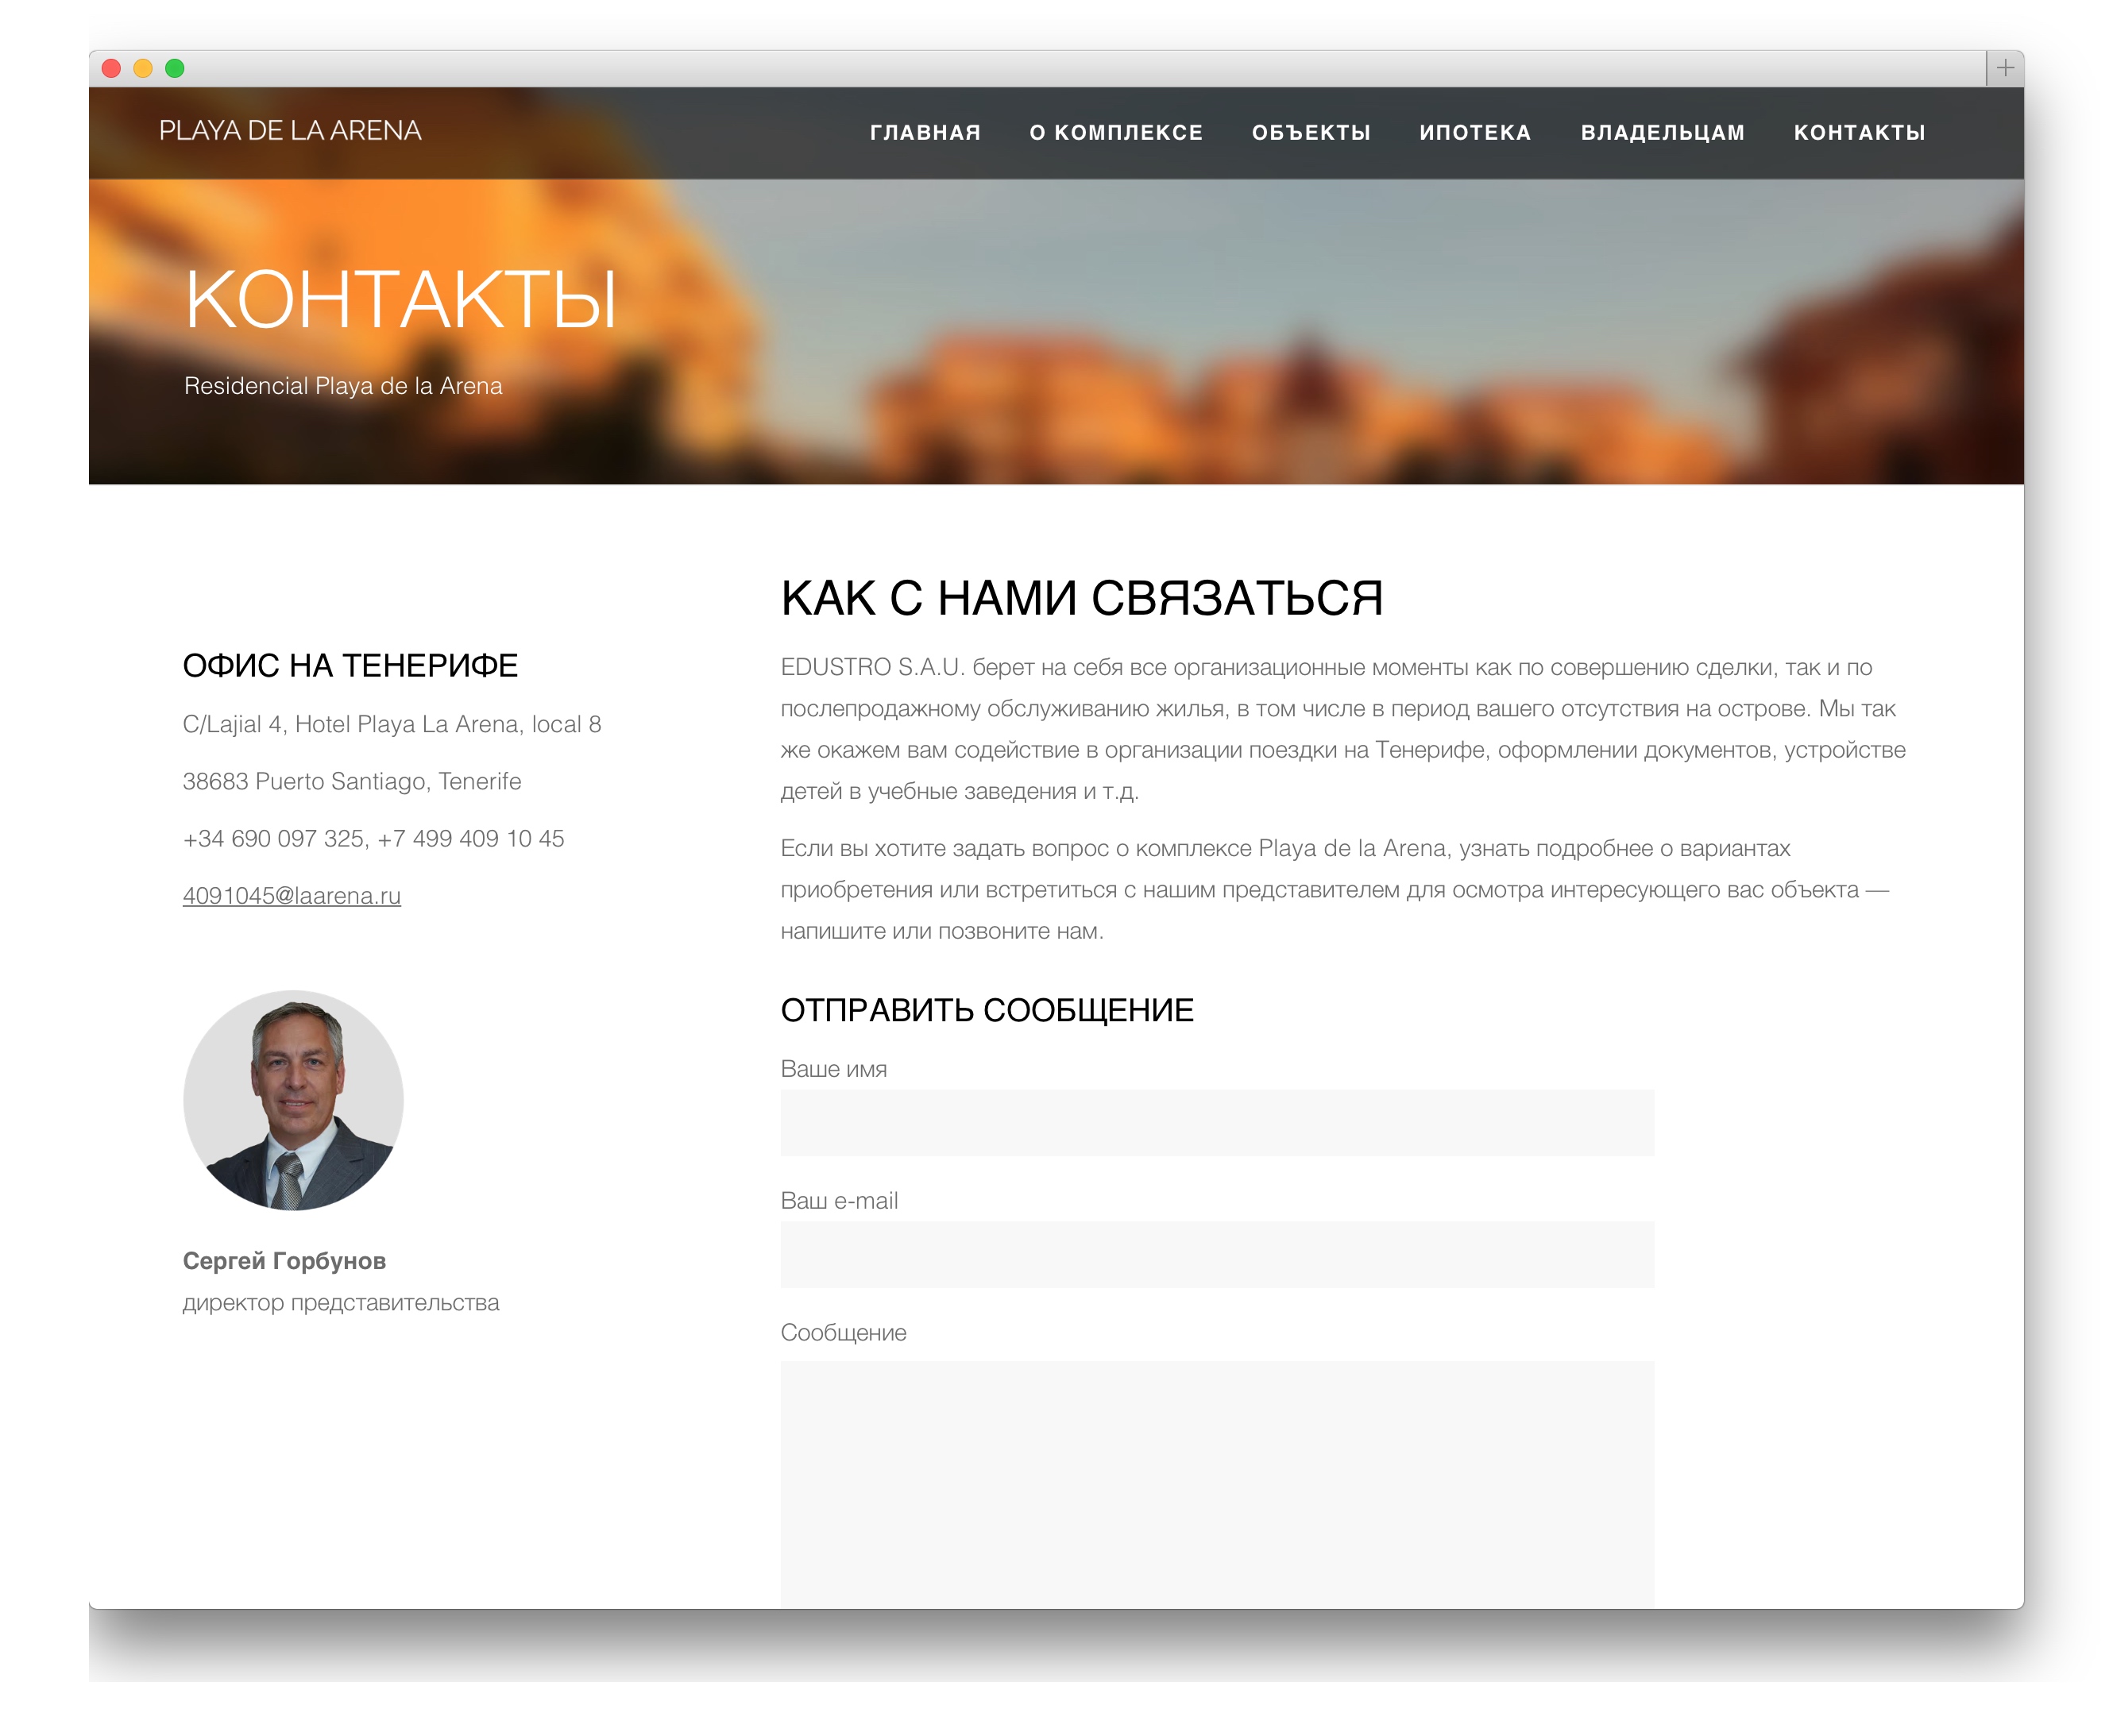 PLAYA DE LA ARENA
ГЛАВНАЯ
О КОМПЛЕКСЕ
ОБЪЕКТЫ
ИПОТЕКА
ВЛАДЕЛЬЦАМ
КОНТАКТЫ
КОНТАКТЫ
Residencial Playa de la Arena
ОФИС НА ТЕНЕРИФЕ
C/Lajial 4, Hotel Playa La Arena, local 8
38683 Puerto Santiago, Tenerife
+34 690 097 325, +7 499 409 10 45
4091045@laarena.ru
Сергей Горбунов
директор представительства
КАК С НАМИ СВЯЗАТЬСЯ
EDUSTRO S.A.U. берет на себя все организационные моменты как по совершению сделки, так и по
послепродажному обслуживанию жилья, в том числе в период вашего отсутствия на острове. Мы так
же окажем вам содействие в организации поездки на Тенерифе, оформлении документов, устройстве
детей в учебные заведения и т.д.
Если вы хотите задать вопрос о комплексе Playa de la Arena, узнать подробнее о вариантах
приобретения или встретиться с нашим представителем для осмотра интересующего вас объекта —
напишите или позвоните нам.
ОТПРАВИТЬ СООБЩЕНИЕ
Ваше имя
Ваш e-mail
Сообщение